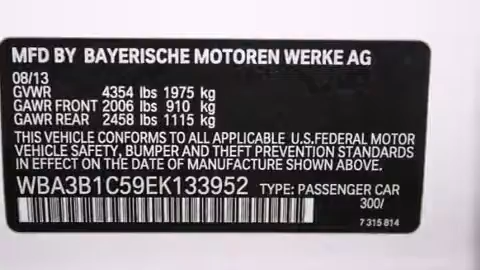 MFD BY BAYERISCHE MOTOREN WERKE AG
08/13
GVWR 4354 lbs 1975 kg
GAWR FRONT 2006 lbs 910 kg
GAWR REAR 2458 lbs 1115 kg
THIS VEHICLE CONFORMS TO ALL APPLICABLE U.S.FEDERAL MOTOR
VEHICLE SAFETY, BUMPER AND THEFT PREVENTION STANDARDS
IN EFFECT ON THE DATE OF MANUFACTURE SHOWN ABOVE.
WBA3B1C59EK133952 TYPE: PASSENGER CAR
300/
7 315 814